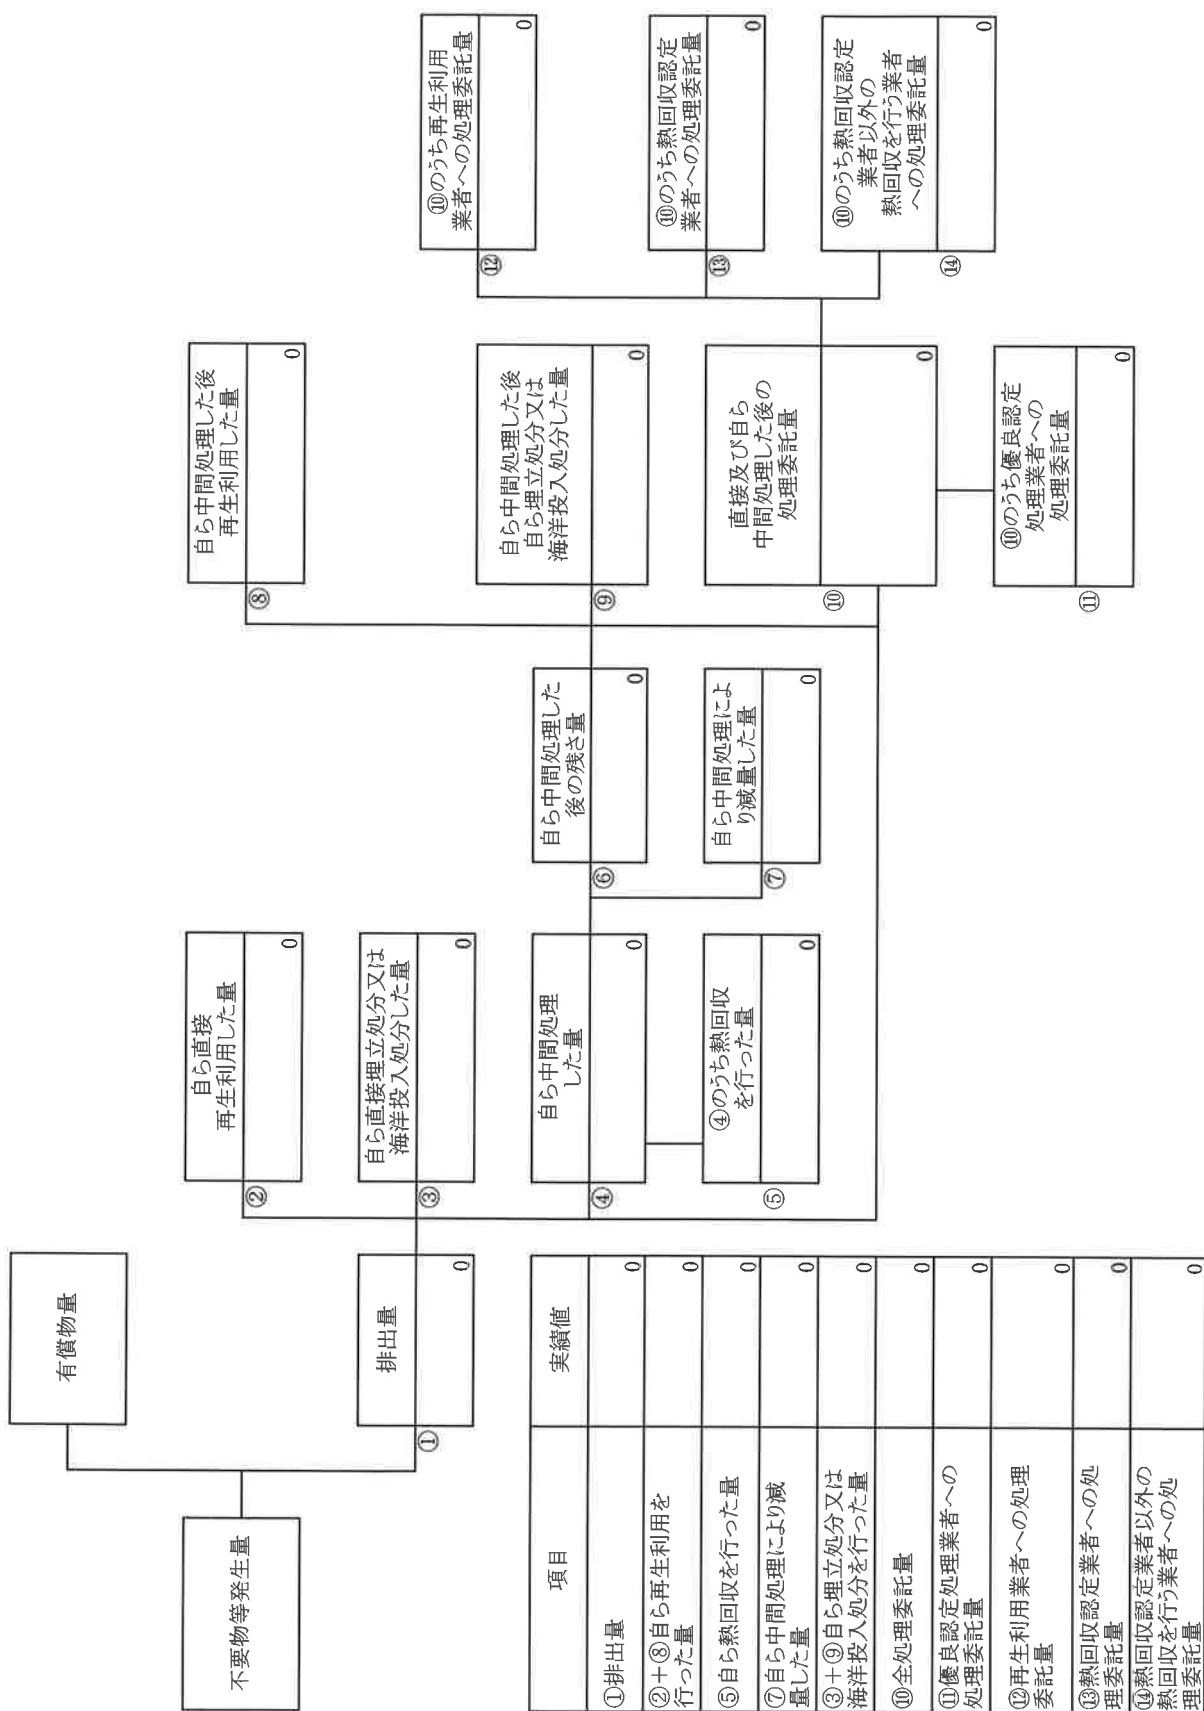 不要物等発生量
有償物量
①
排出量
0
②
自ら直接
再生利用した量
0
③
自ら直接埋立処分又は
海洋投入処分した量
0
④
自ら中間処理
した量
0
⑤
④のうち熱回収
を行った量
0
⑥
自ら中間処理した
後の残さ量
0
⑦
自ら中間処理によ
り減量した量
0
⑧
自ら中間処理した後
再生利用した量
0
⑨
自ら中間処理した後
自ら埋立処分又は
海洋投入処分した量
0
⑩
直接及び自ら
中間処理した後の
処理委託量
0
⑪
⑩のうち優良認定
処理業者への
処理委託量
0
⑫
⑩のうち再生利用
業者への処理委託量
0
⑬
⑩のうち熱回収認定
業者への処理委託量
0
⑭
⑩のうち熱回収認定
業者以外の
熱回収を行う業者
への処理委託量
0
項目
実績値
①排出量
0
②+⑧自ら再生利用を
行った量
0
⑤自ら熱回収を行った量
0
⑦自ら中間処理により減
量した量
0
③+⑨自ら埋立処分又は
海洋投入処分を行った量
0
⑩全処理委託量
0
⑪優良認定処理業者への
処理委託量
0
⑫再生利用業者への処理
委託量
0
⑬熱回収認定業者への処
理委託量
0
⑭熱回収認定業者以外の
熱回収を行う業者への処
理委託量
0